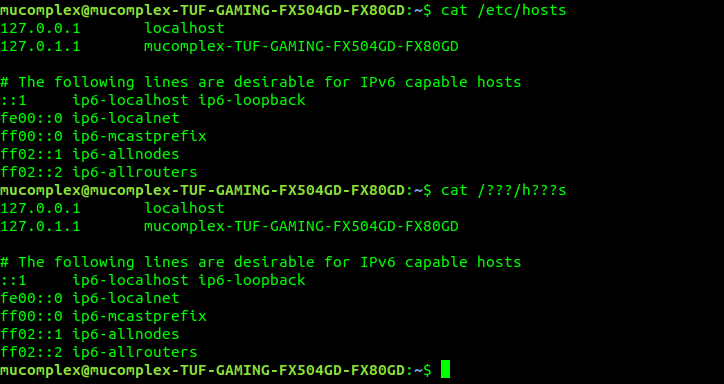 mucomplex@mucomplex-TUF-GAMING-FX504GD-FX80GD:~$ cat /etc/hosts
127.0.0.1       localhost
127.0.1.1       mucomplex-TUF-GAMING-FX504GD-FX80GD

# The following lines are desirable for IPv6 capable hosts
::1     ip6-localhost ip6-loopback
fe00::0 ip6-localnet
ff00::0 ip6-mcastprefix
ff02::1 ip6-allnodes
ff02::2 ip6-allrouters
mucomplex@mucomplex-TUF-GAMING-FX504GD-FX80GD:~$ cat /???/h???s
127.0.0.1       localhost
127.0.1.1       mucomplex-TUF-GAMING-FX504GD-FX80GD

# The following lines are desirable for IPv6 capable hosts
::1     ip6-localhost ip6-loopback
fe00::0 ip6-localnet
ff00::0 ip6-mcastprefix
ff02::1 ip6-allnodes
ff02::2 ip6-allrouters
mucomplex@mucomplex-TUF-GAMING-FX504GD-FX80GD:~$